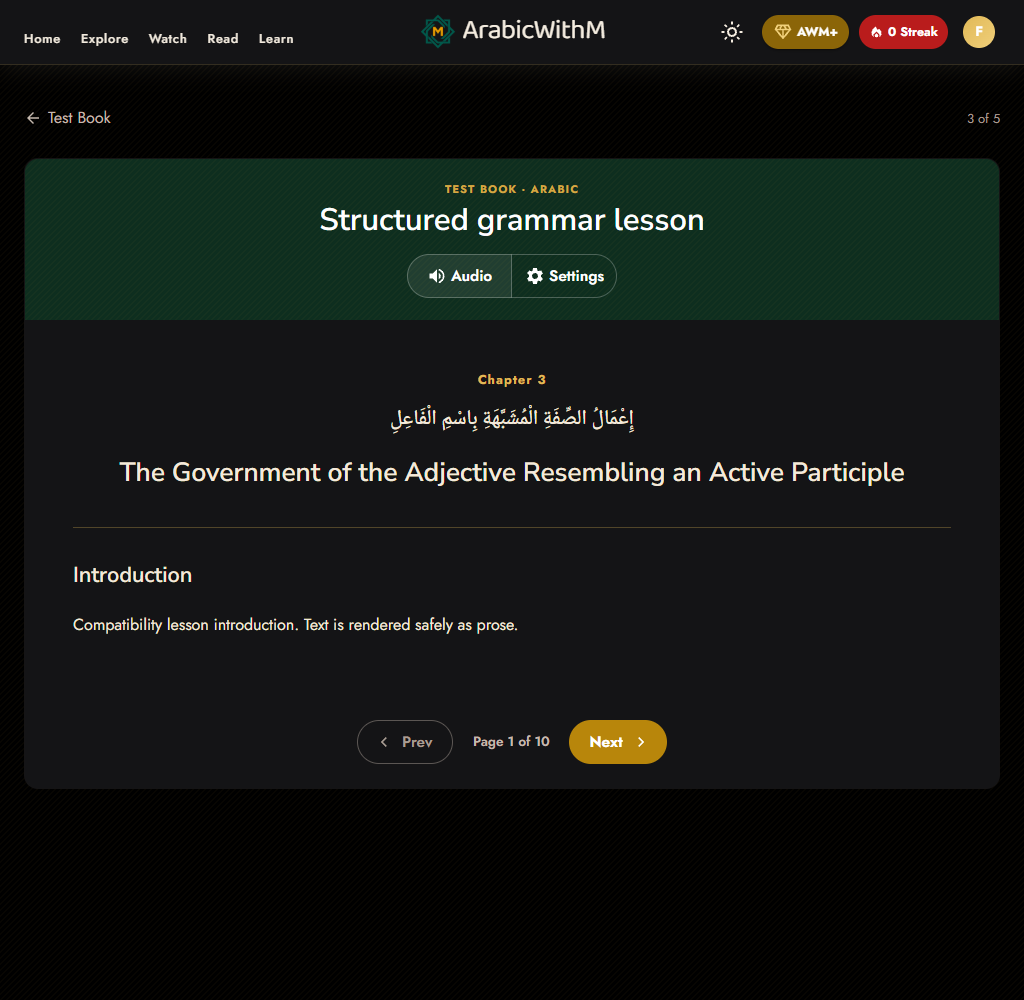 Home Explore Watch Read Learn
M ArabicWithM
AWM+ 0 Streak F
Test Book
3 of 5
TEST BOOK · ARABIC
Structured grammar lesson
Audio Settings
Chapter 3
إِعْمَالُ الصِّفَةِ الْمُشَبَّهَةِ بِاسْمِ الْفَاعِلِ
The Government of the Adjective Resembling an Active Participle
Introduction
Compatibility lesson introduction. Text is rendered safely as prose.
Prev Page 1 of 10 Next